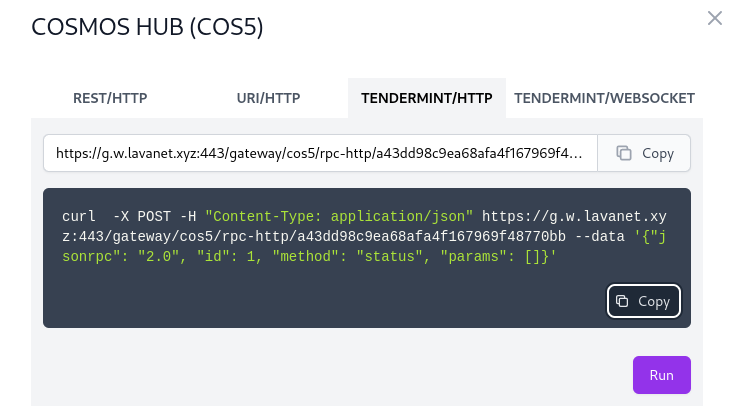 COSMOS HUB (COS5)
REST/HTTP URI/HTTP TENDERMINT/HTTP TENDERMINT/WEBSOCKET
https://g.w.lavanet.xyz:443/gateway/cos5/rpc-http/a43dd98c9ea68afa4f167969f4... Copy
curl  -X POST -H "Content-Type: application/json" https://g.w.lavanet.xy
z:443/gateway/cos5/rpc-http/a43dd98c9ea68afa4f167969f48770bb --data '{"j
sonrpc": "2.0", "id": 1, "method": "status", "params": []}'
Copy
Run